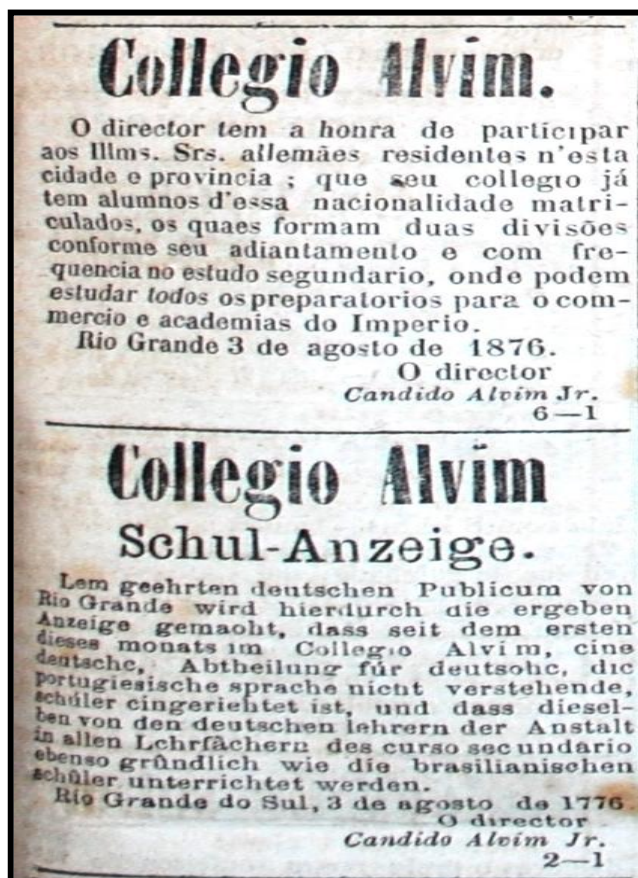 Collegio Alvim.
O director tem a honra de participar
aos Illms. Srs. allemães residentes n'esta
cidade e provincia ; que seu collegio já
tem alumnos d'essa nacionalidade matri-
culados, os quaes formam duas divisões
conforme seu adiantamento e com fre-
quencia no estudo segundario, onde podem
estudar todos os preparatorios para o com-
mercio e academias do Imperio.
Rio Grande 3 de agosto de 1876.
O director
Candido Alvim Jr.
6—1
Collegio Alvim
Schul-Anzeige.
Lem geehrten deutschen Publicum von
Rio Grande wird hierdurch die ergeben
Anzeige gemaoht, dass seit dem ersten
dieses monats im Collegio Alvim, cine
deutsche, Abtheilung für deutsohc, dic
portugiesische sprache nicht verstehende,
schüler cingeriehtet ist, und dass diesel-
ben von den deutschen lehrern der Anstalt
in allen Lchrfächern des curso secundario
ebenso gründlich wie die brasilianischen
schüler unterrichtet werden.
Rio Grande do Sul, 3 de agosto de 1776
O director
Candido Alvim Jr.
2—1